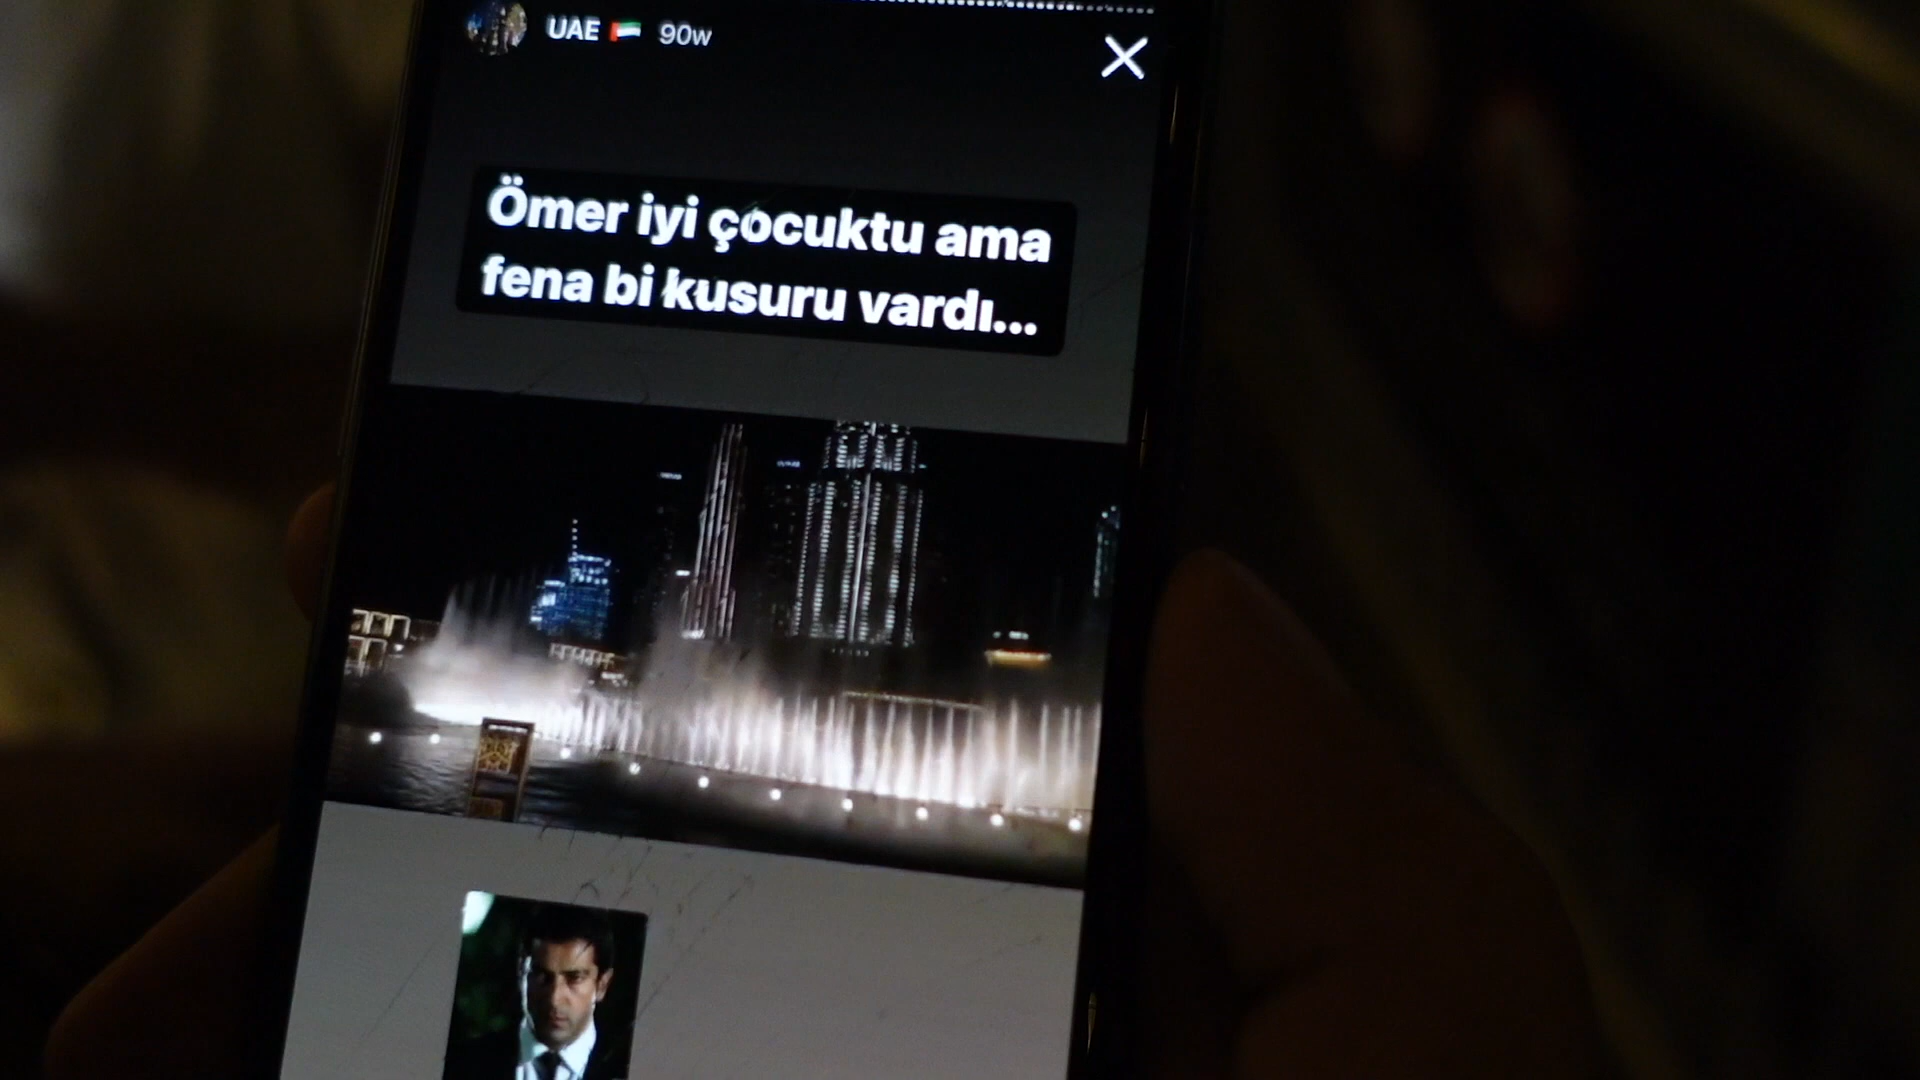 UAE 🇦🇪 90w
Ömer iyi çocuktu ama
fena bi kusuru vardı...